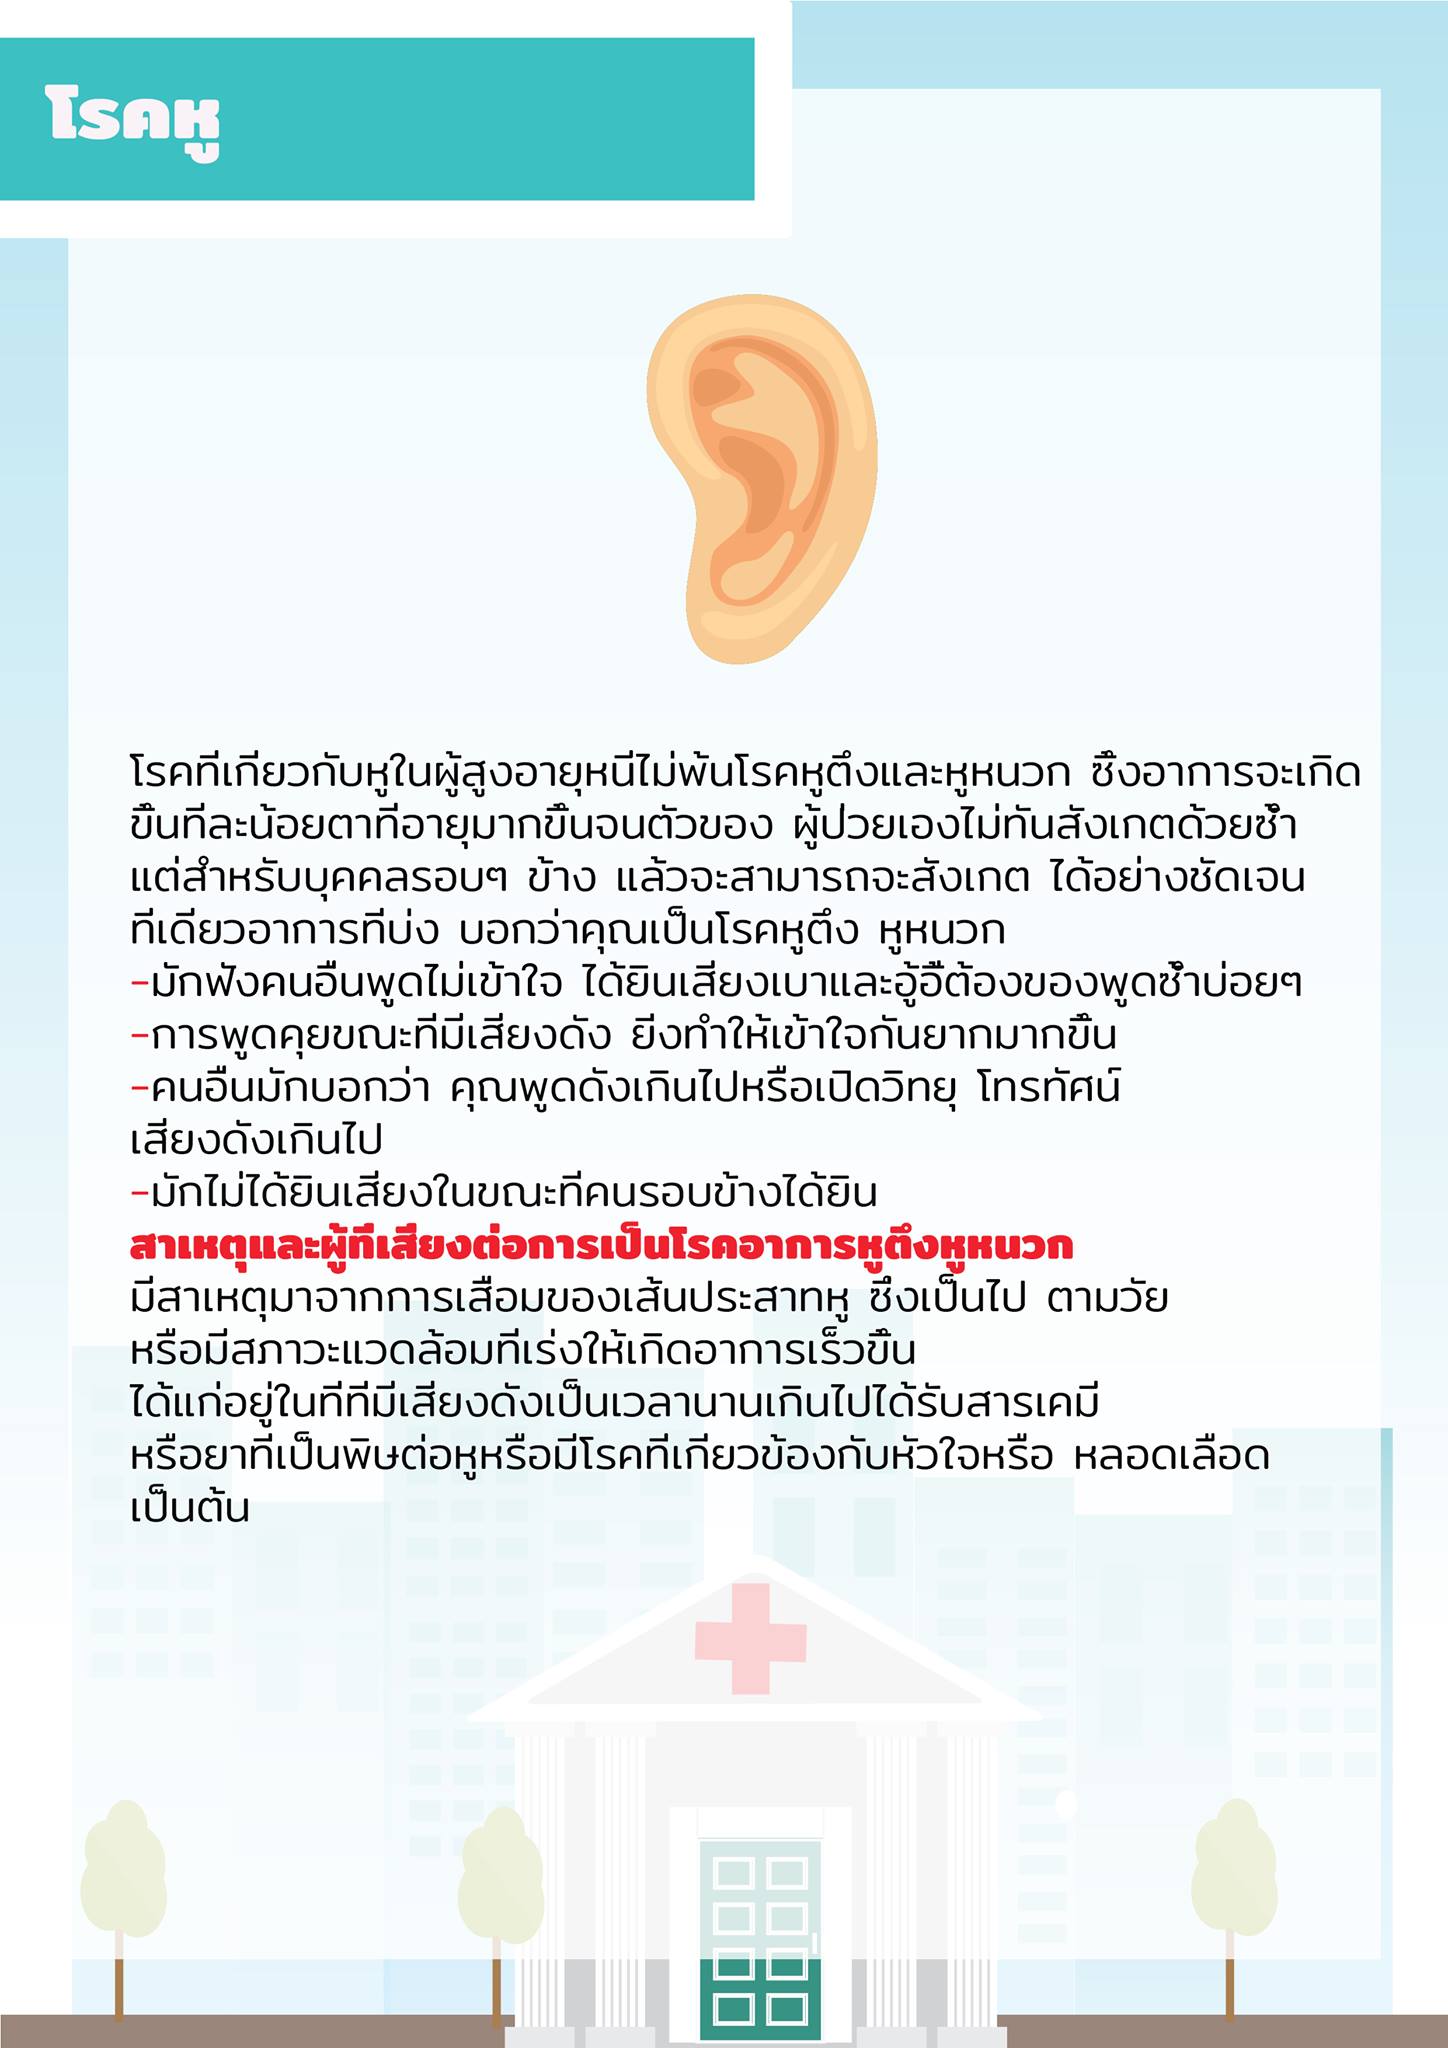 โรคหู
โรคที่เกี่ยวกับหูในผู้สูงอายุหนีไม่พ้นโรคหูตึงและหูหนวก ซึ่งอาการจะเกิด
ขึ้นทีละน้อยตาที่อายุมากขึ้นจนตัวของ ผู้ป่วยเองไม่ทันสังเกตด้วยซ้ำ
แต่สำหรับบุคคลรอบๆ ข้าง แล้วจะสามารถจะสังเกต ได้อย่างชัดเจน
ทีเดียวอาการที่บ่ง บอกว่าคุณเป็นโรคหูตึง หูหนวก
-มักฟังคนอื่นพูดไม่เข้าใจ ได้ยินเสียงเบาและอู้อี้ต้องของพูดซ้ำบ่อยๆ
-การพูดคุยขณะที่มีเสียงดัง ยิ่งทำให้เข้าใจกันยากมากขึ้น
-คนอื่นมักบอกว่า คุณพูดดังเกินไปหรือเปิดวิทยุ โทรทัศน์
เสียงดังเกินไป
-มักไม่ได้ยินเสียงในขณะที่คนรอบข้างได้ยิน
สาเหตุและผู้ที่เสี่ยงต่อการเป็นโรคอาการหูตึงหูหนวก
มีสาเหตุมาจากการเสื่อมของเส้นประสาทหู ซึ่งเป็นไป ตามวัย
หรือมีสภาวะแวดล้อมที่เร่งให้เกิดอาการเร็วขึ้น
ได้แก่อยู่ในที่ที่มีเสียงดังเป็นเวลานานเกินไปได้รับสารเคมี
หรือยาที่เป็นพิษต่อหูหรือมีโรคที่เกี่ยวข้องกับหัวใจหรือ หลอดเลือด
เป็นต้น